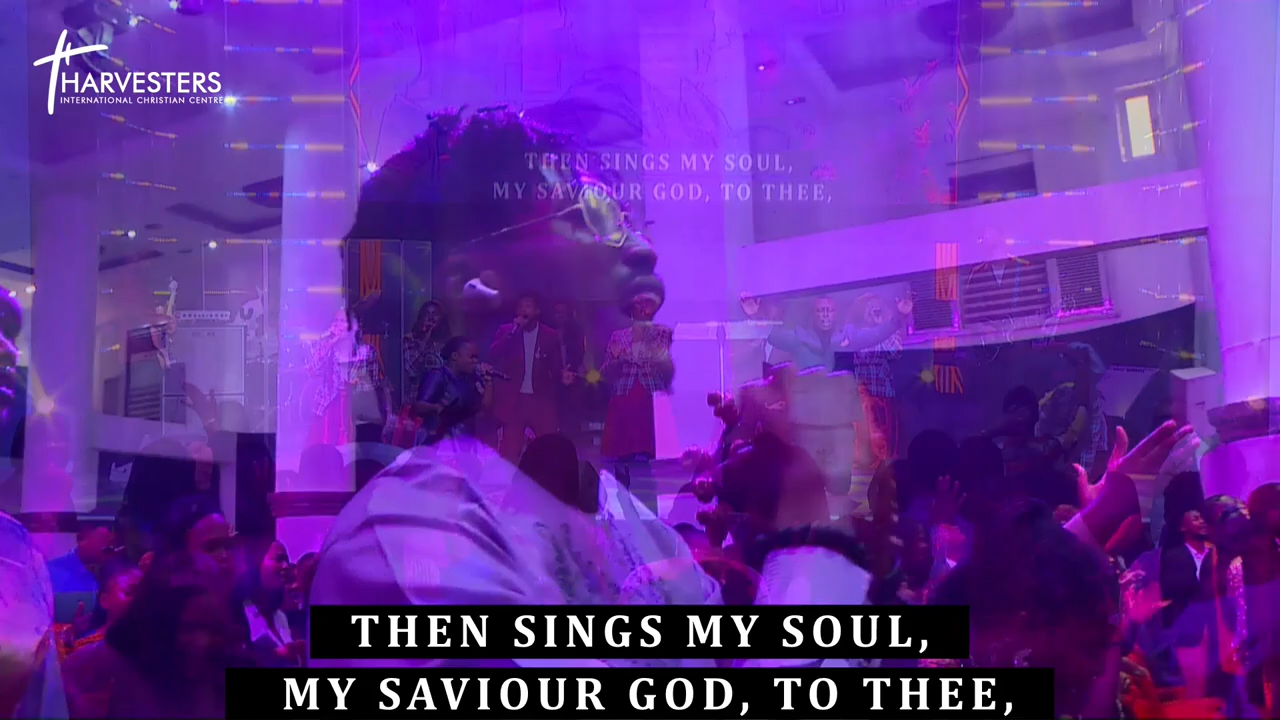 HARVESTERS
INTERNATIONAL CHRISTIAN CENTRE
THEN SINGS MY SOUL,
MY SAVIOUR GOD, TO THEE,
THEN SINGS MY SOUL,
MY SAVIOUR GOD, TO THEE,